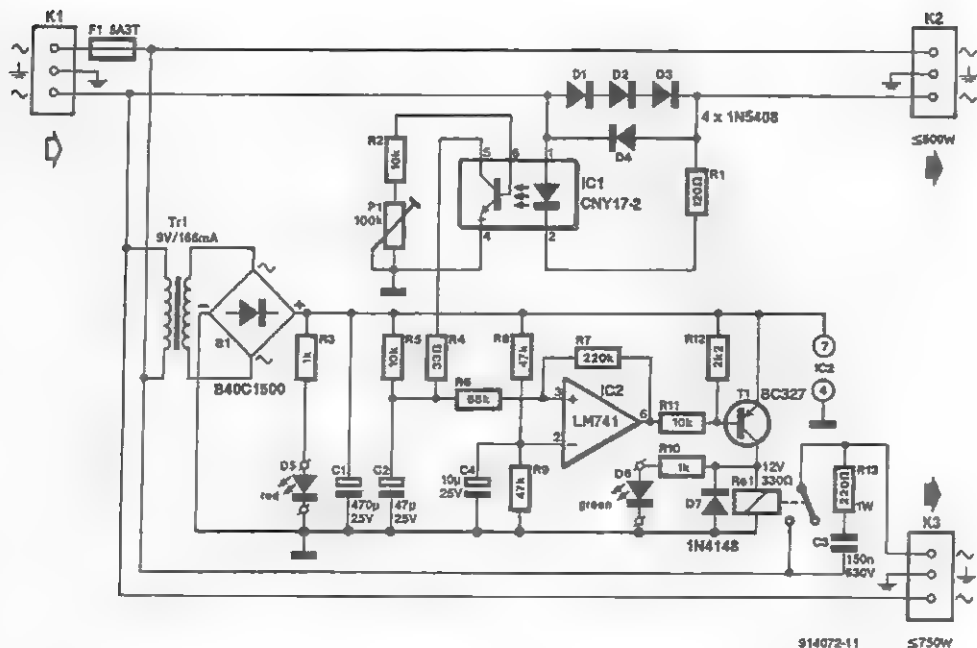 K1
F1 6A3T
K2
D1 D2 D3
4 x 1N5408
D4
≤600W
R2
10k
5 6 1
IC1
CNY17-2
R1
120Ω
P1
100k
4 2
Tr1
9V/166mA
B1
B40C1500
R3
1k
R5
10k
R4
33Ω
R8
47k
R7
220k
R6
68k
IC2
LM741
3
2
6
R11
10k
R12
2k2
T1
BC327
7
IC2
4
D5
red
C1
470µ
25V
C2
47µ
25V
C4
10µ
25V
R9
47k
D6
green
R10
1k
D7
1N4148
12V
330Ω
Re1
R13
220Ω
1W
C3
150n
630V
K3
≤750W
914072-11